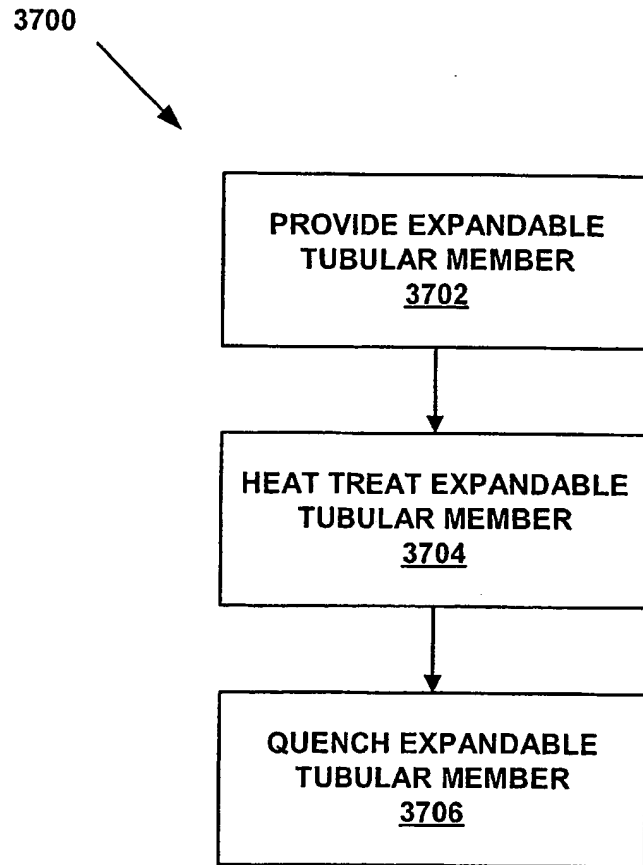 3700
PROVIDE EXPANDABLE
TUBULAR MEMBER
3702
HEAT TREAT EXPANDABLE
TUBULAR MEMBER
3704
QUENCH EXPANDABLE
TUBULAR MEMBER
3706